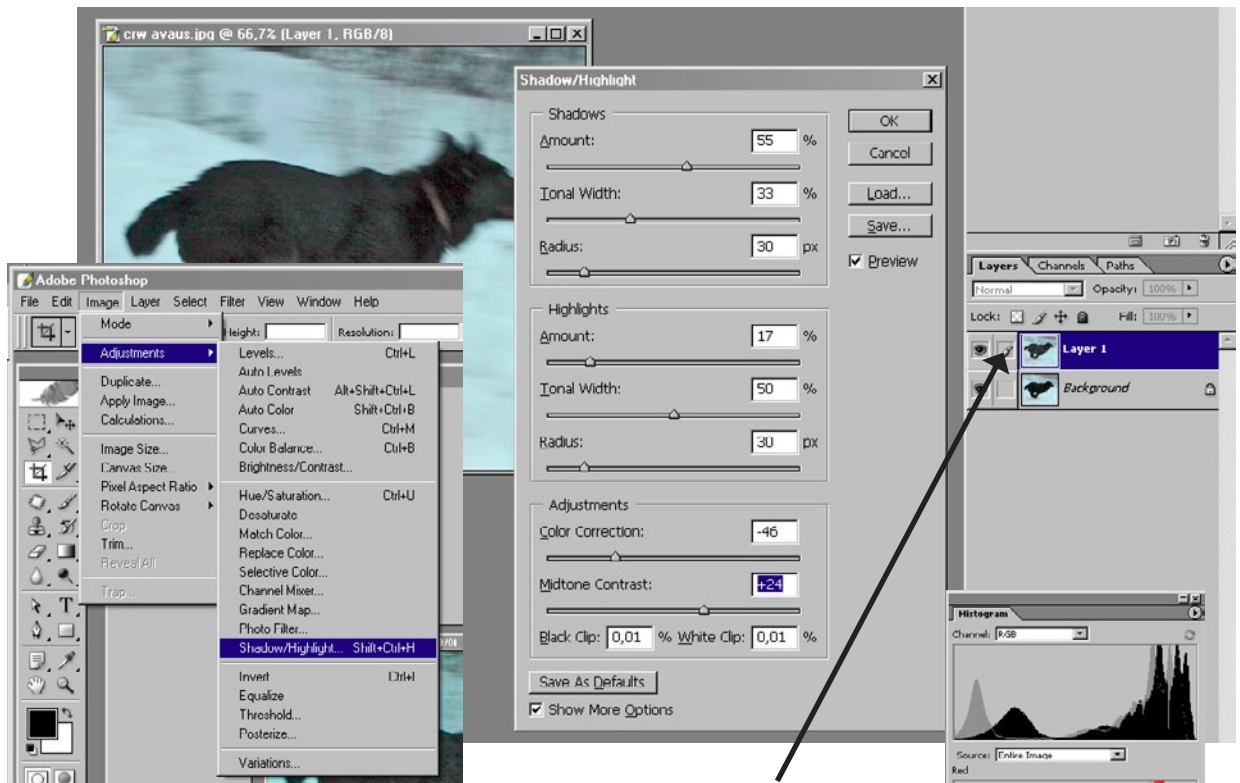 crw avaus.jpg @ 66,7% (Layer 1, RGB/8)
Shadow/Highlight
Shadows
Amount: 55 %
Tonal Width: 33 %
Radius: 30 px
Highlights
Amount: 17 %
Tonal Width: 50 %
Radius: 30 px
Adjustments
Color Correction: -46
Midtone Contrast: +24
Black Clip: 0,01 % White Clip: 0,01 %
Save As Defaults
Show More Options
OK
Cancel
Load...
Save...
Preview
Adobe Photoshop
File Edit Image Layer Select Filter View Window Help
Height: Resolution:
Mode
Adjustments
Duplicate...
Apply Image...
Calculations...
Image Size...
Canvas Size...
Pixel Aspect Ratio
Rotate Canvas
Crop
Trim...
Reveal All
Trap...
Levels... Ctrl+L
Auto Levels
Auto Contrast Alt+Shift+Ctrl+L
Auto Color Shift+Ctrl+B
Curves... Ctrl+M
Color Balance... Ctrl+B
Brightness/Contrast...
Hue/Saturation... Ctrl+U
Desaturate
Match Color...
Replace Color...
Selective Color...
Channel Mixer...
Gradient Map...
Photo Filter...
Shadow/Highlight... Shift+Ctrl+H
Invert Ctrl+I
Equalize
Threshold...
Posterize...
Variations...
Layers Channels Paths
Normal Opacity: 100%
Lock: Fill: 100%
Layer 1
Background
Histogram
Channel: RGB
Source: Entire Image
Red